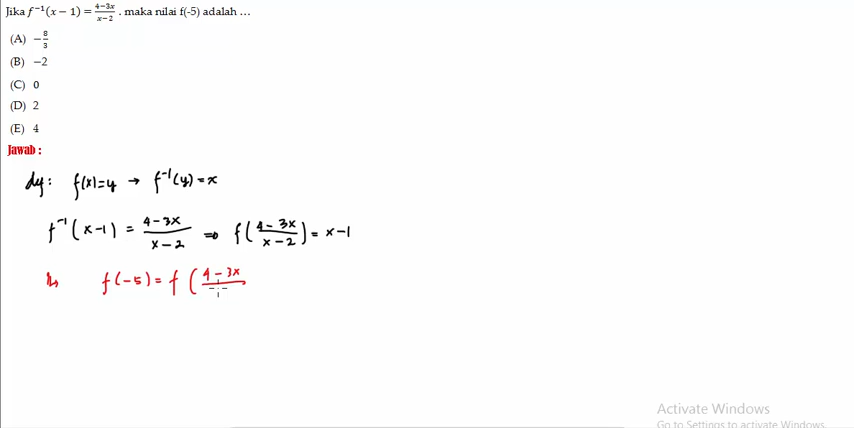 Jika f⁻¹(x − 1) = (4−3x)/(x−2) . maka nilai f(-5) adalah …
(A) −8/3
(B) −2
(C) 0
(D) 2
(E) 4
Jawab :
def: f(x)=y → f⁻¹(y)=x
f⁻¹(x−1) = (4−3x)/(x−2) ⇒ f((4−3x)/(x−2)) = x−1
f(−5) = f(4−3x
Activate Windows
Go to Settings to activate Windows.